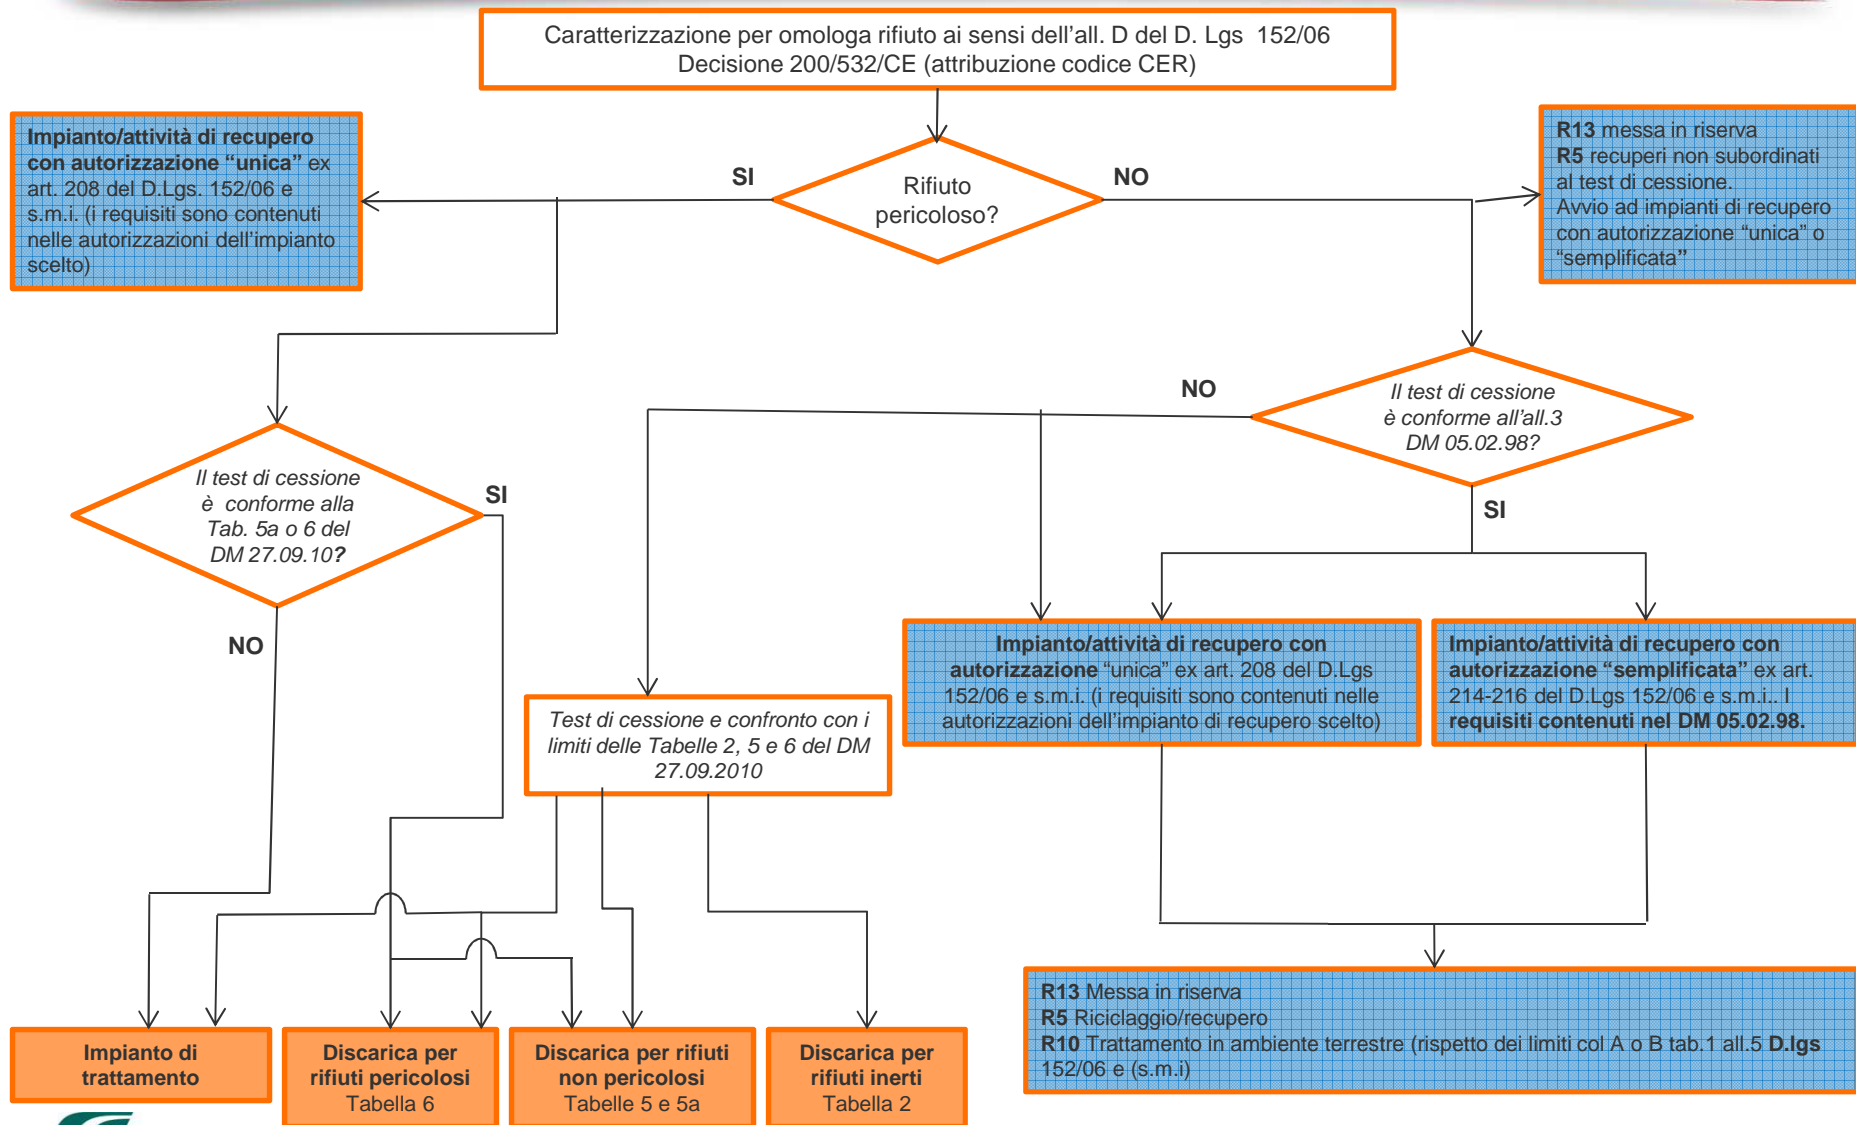 Caratterizzazione per omologa rifiuto ai sensi dell'all. D del D. Lgs 152/06
Decisione 200/532/CE (attribuzione codice CER)
Impianto/attività di recupero
con autorizzazione “unica” ex
art. 208 del D.Lgs. 152/06 e
s.m.i. (i requisiti sono contenuti
nelle autorizzazioni dell'impianto
scelto)
SI
Rifiuto
pericoloso?
NO
R13 messa in riserva
R5 recuperi non subordinati
al test di cessione.
Avvio ad impianti di recupero
con autorizzazione “unica” o
“semplificata”
NO
Il test di cessione
è conforme all'all.3
DM 05.02.98?
SI
Il test di cessione
è conforme alla
Tab. 5a o 6 del
DM 27.09.10?
SI
NO
Impianto/attività di recupero con
autorizzazione “unica” ex art. 208 del D.Lgs
152/06 e s.m.i. (i requisiti sono contenuti nelle
autorizzazioni dell'impianto di recupero scelto)
Impianto/attività di recupero con
autorizzazione “semplificata” ex art.
214-216 del D.Lgs 152/06 e s.m.i.. I
requisiti contenuti nel DM 05.02.98.
Test di cessione e confronto con i
limiti delle Tabelle 2, 5 e 6 del DM
27.09.2010
R13 Messa in riserva
R5 Riciclaggio/recupero
R10 Trattamento in ambiente terrestre (rispetto dei limiti col A o B tab.1 all.5 D.lgs
152/06 e (s.m.i)
Impianto di
trattamento
Discarica per
rifiuti pericolosi
Tabella 6
Discarica per rifiuti
non pericolosi
Tabelle 5 e 5a
Discarica per
rifiuti inerti
Tabella 2